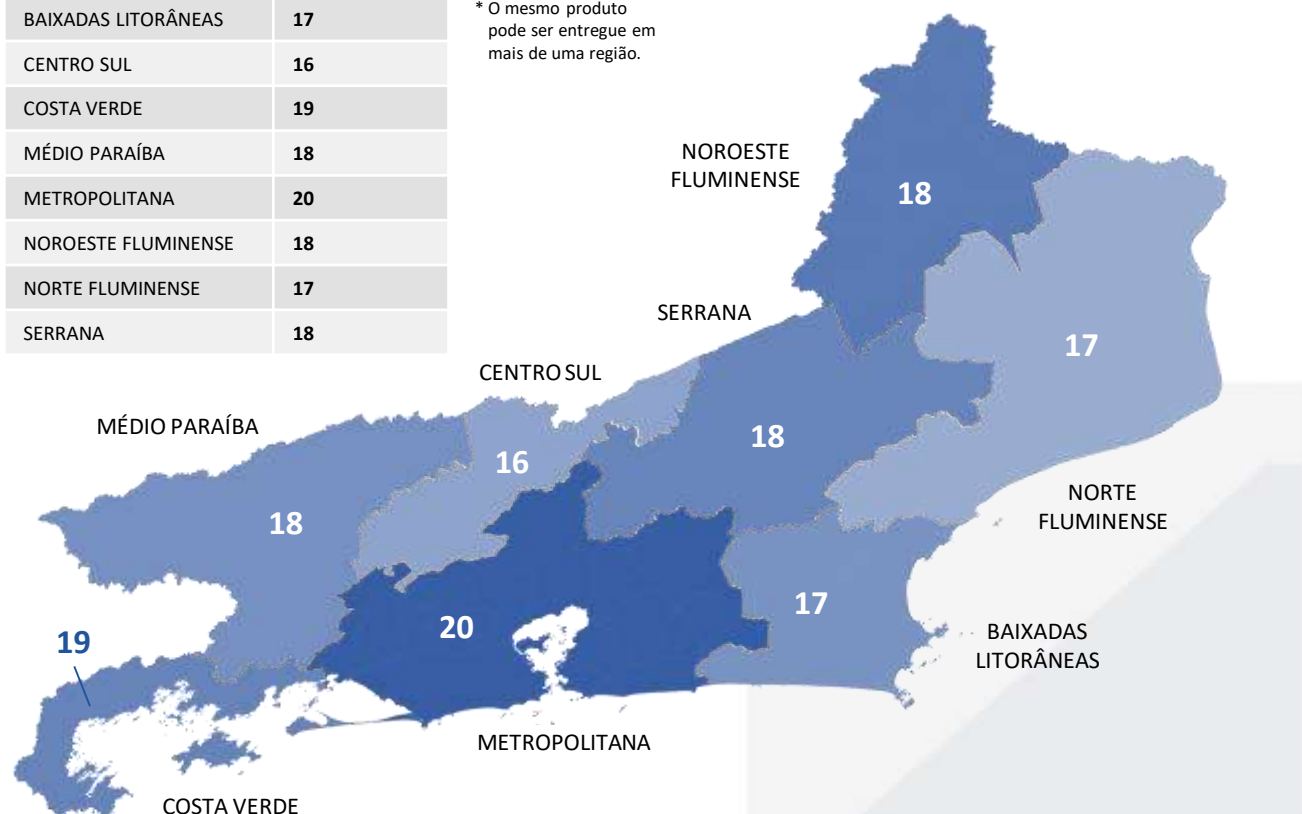 BAIXADAS LITORÂNEAS 17
CENTRO SUL 16
COSTA VERDE 19
MÉDIO PARAÍBA 18
METROPOLITANA 20
NOROESTE FLUMINENSE 18
NORTE FLUMINENSE 17
SERRANA 18
* O mesmo produto
pode ser entregue em
mais de uma região.
NOROESTE
FLUMINENSE
18
SERRANA
17
CENTRO SUL
MÉDIO PARAÍBA
18
16
NORTE
FLUMINENSE
18
17
20
19
BAIXADAS
LITORÂNEAS
METROPOLITANA
COSTA VERDE